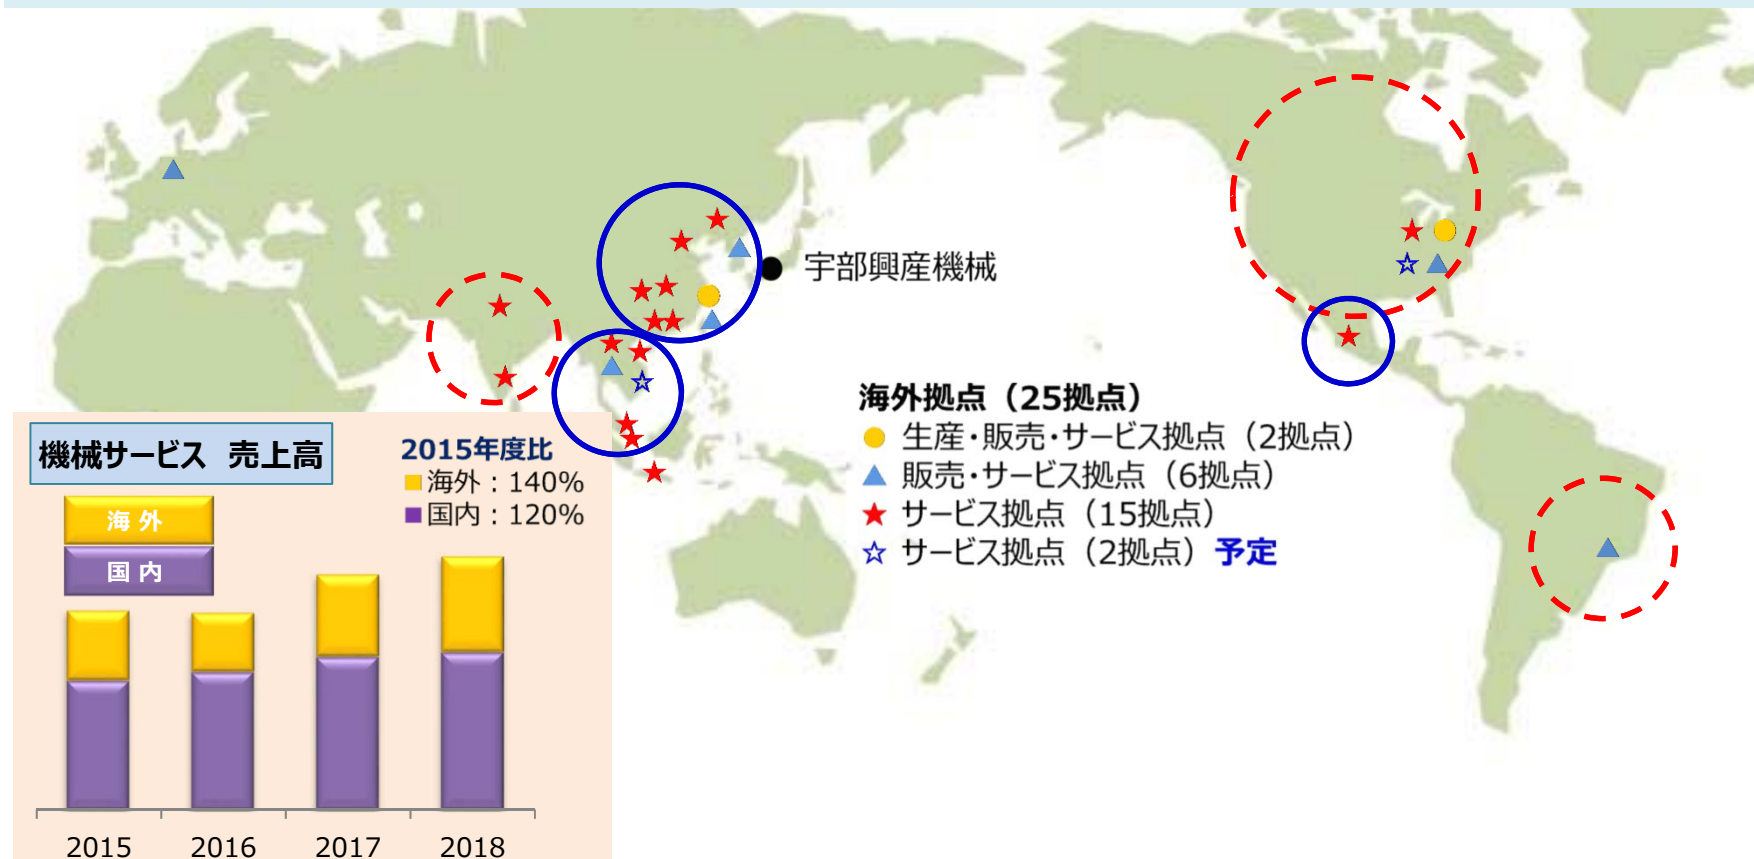 宇部興産機械
海外拠点（25拠点）
生産・販売・サービス拠点（2拠点）
販売・サービス拠点（6拠点）
サービス拠点（15拠点）
サービス拠点（2拠点）予定
機械サービス 売上高
2015年度比
海外：140%
国内：120%
海 外
国 内
2015 2016 2017 2018